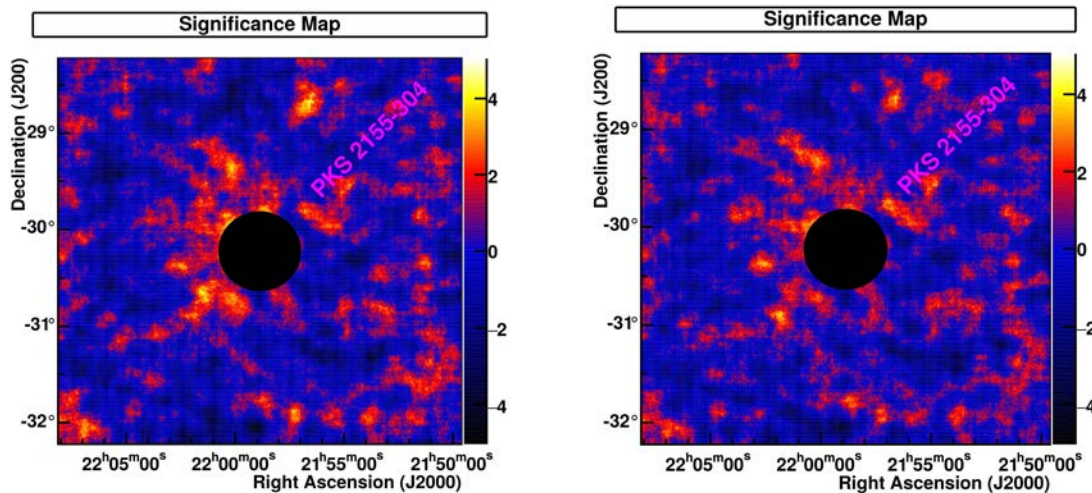 Significance Map
Declination (J200)
-29°
-30°
-31°
-32°
PKS 2155-304
4
2
0
−2
−4
22ʰ05ᵐ00ˢ 22ʰ00ᵐ00ˢ 21ʰ55ᵐ00ˢ 21ʰ50ᵐ00ˢ
Right Ascension (J2000)
Significance Map
Declination (J200)
-29°
-30°
-31°
-32°
PKS 2155-304
4
2
0
−2
−4
22ʰ05ᵐ00ˢ 22ʰ00ᵐ00ˢ 21ʰ55ᵐ00ˢ 21ʰ50ᵐ00ˢ
Right Ascension (J2000)